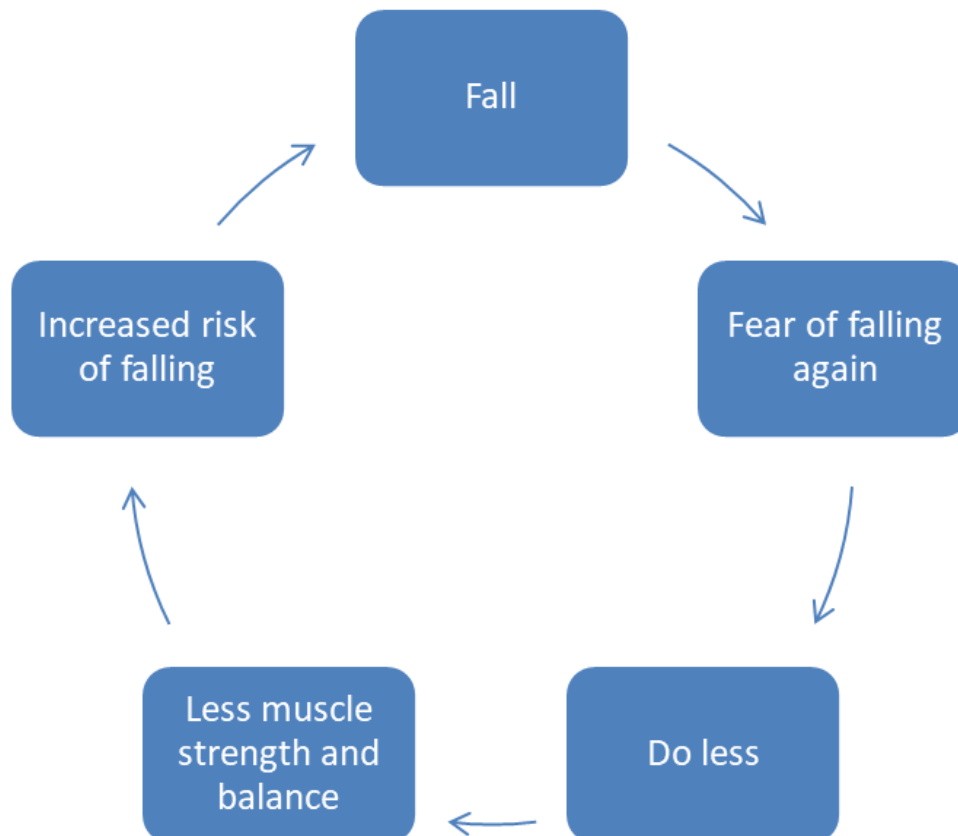 Fall
Fear of falling
again
Do less
Less muscle
strength and
balance
Increased risk
of falling